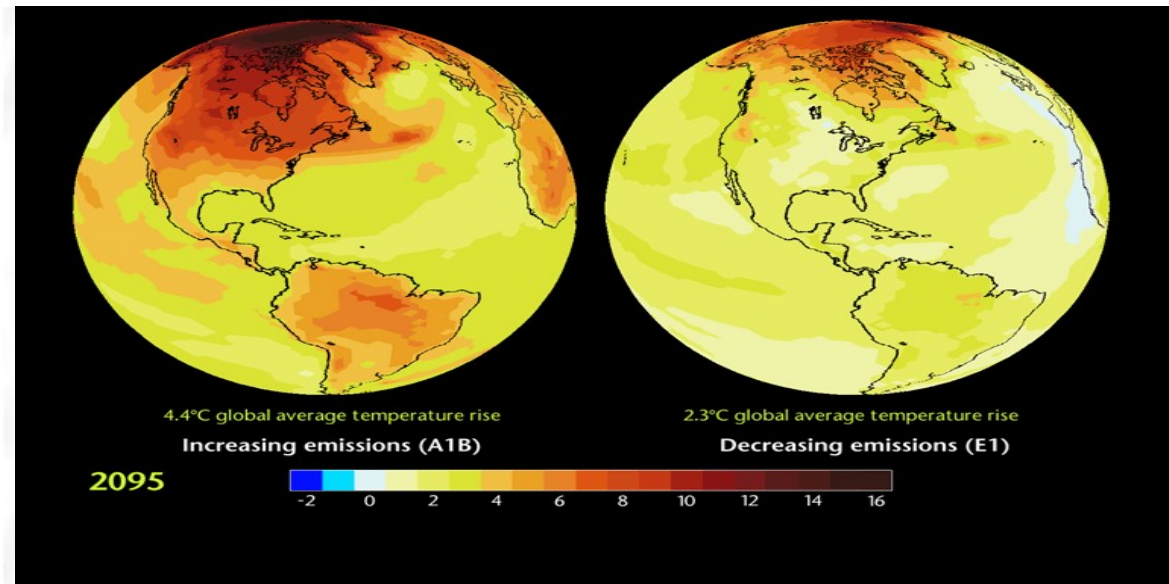 4.4°C global average temperature rise
2.3°C global average temperature rise
Increasing emissions (A1B)
Decreasing emissions (E1)
2095
-2 0 2 4 6 8 10 12 14 16